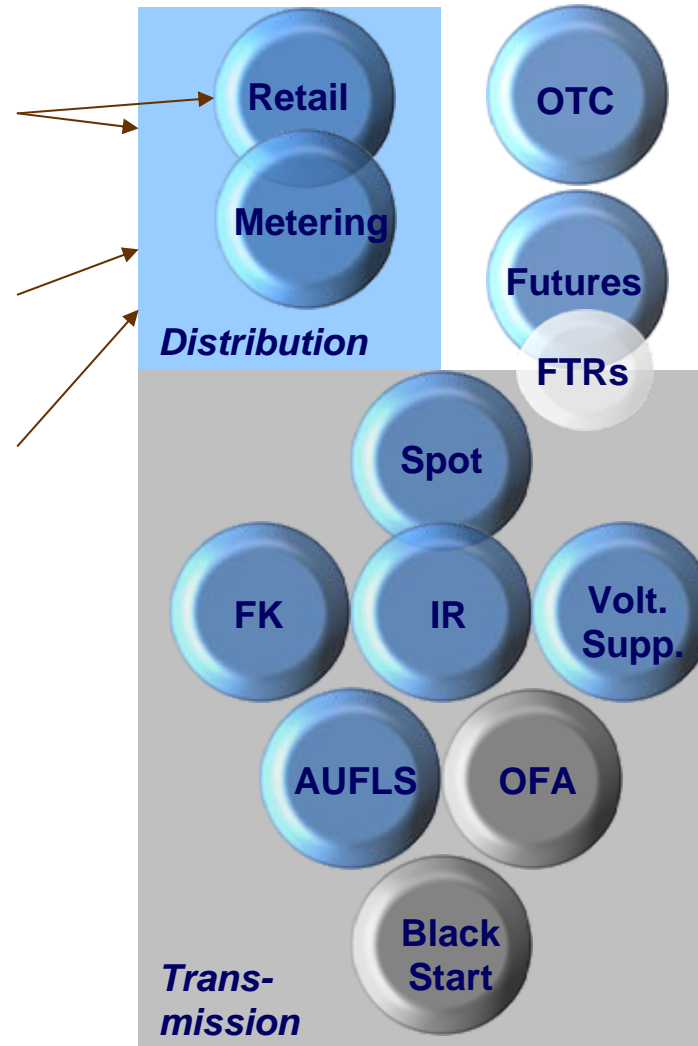 Retail
OTC
Metering
Futures
Distribution
FTRs
Spot
FK
IR
Volt.
Supp.
AUFLS
OFA
Black
Start
Trans-
mission